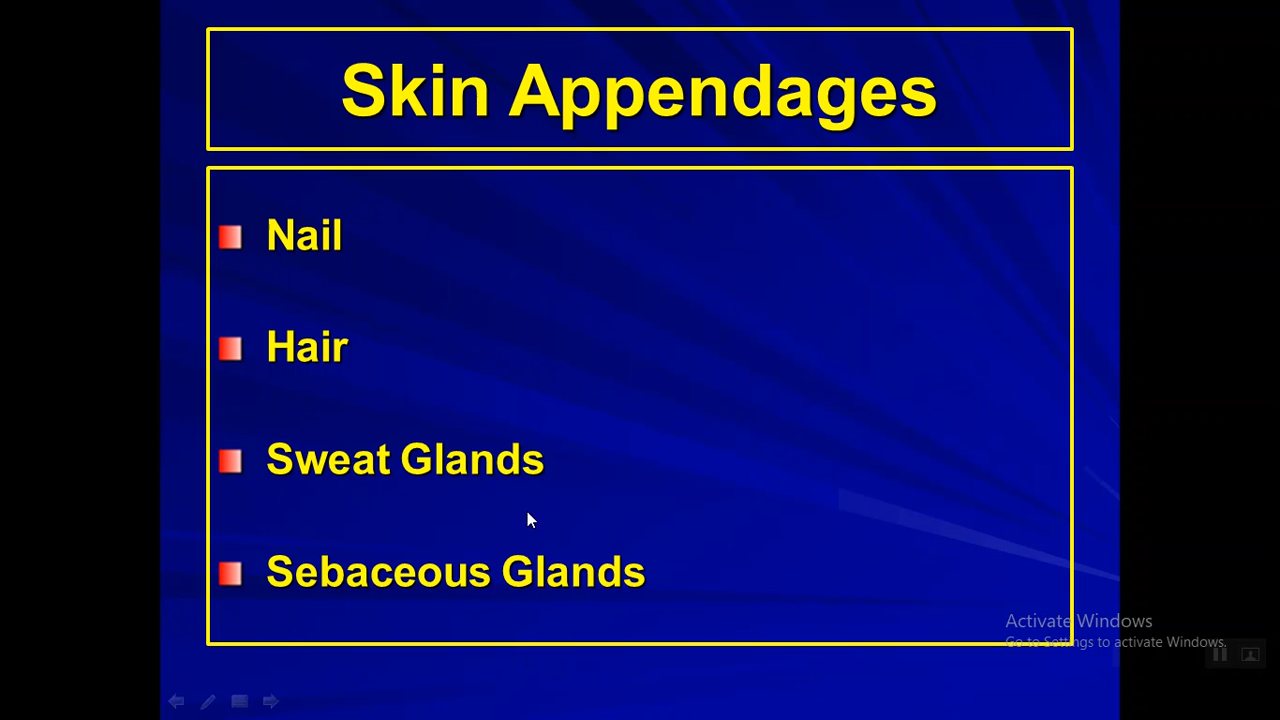 Skin Appendages
Nail
Hair
Sweat Glands
Sebaceous Glands
Activate Windows
Go to Settings to activate Windows.